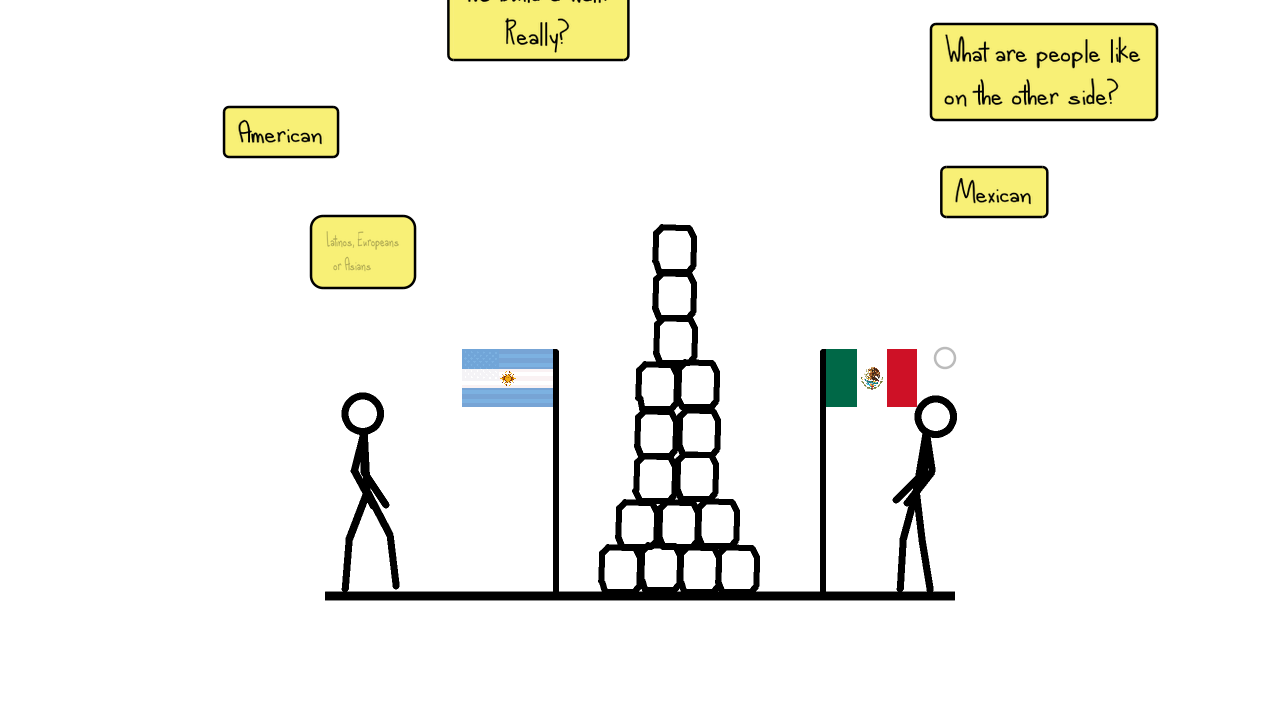 Really?
What are people like
on the other side?
American
Mexican
Latinos, Europeans
or Asians